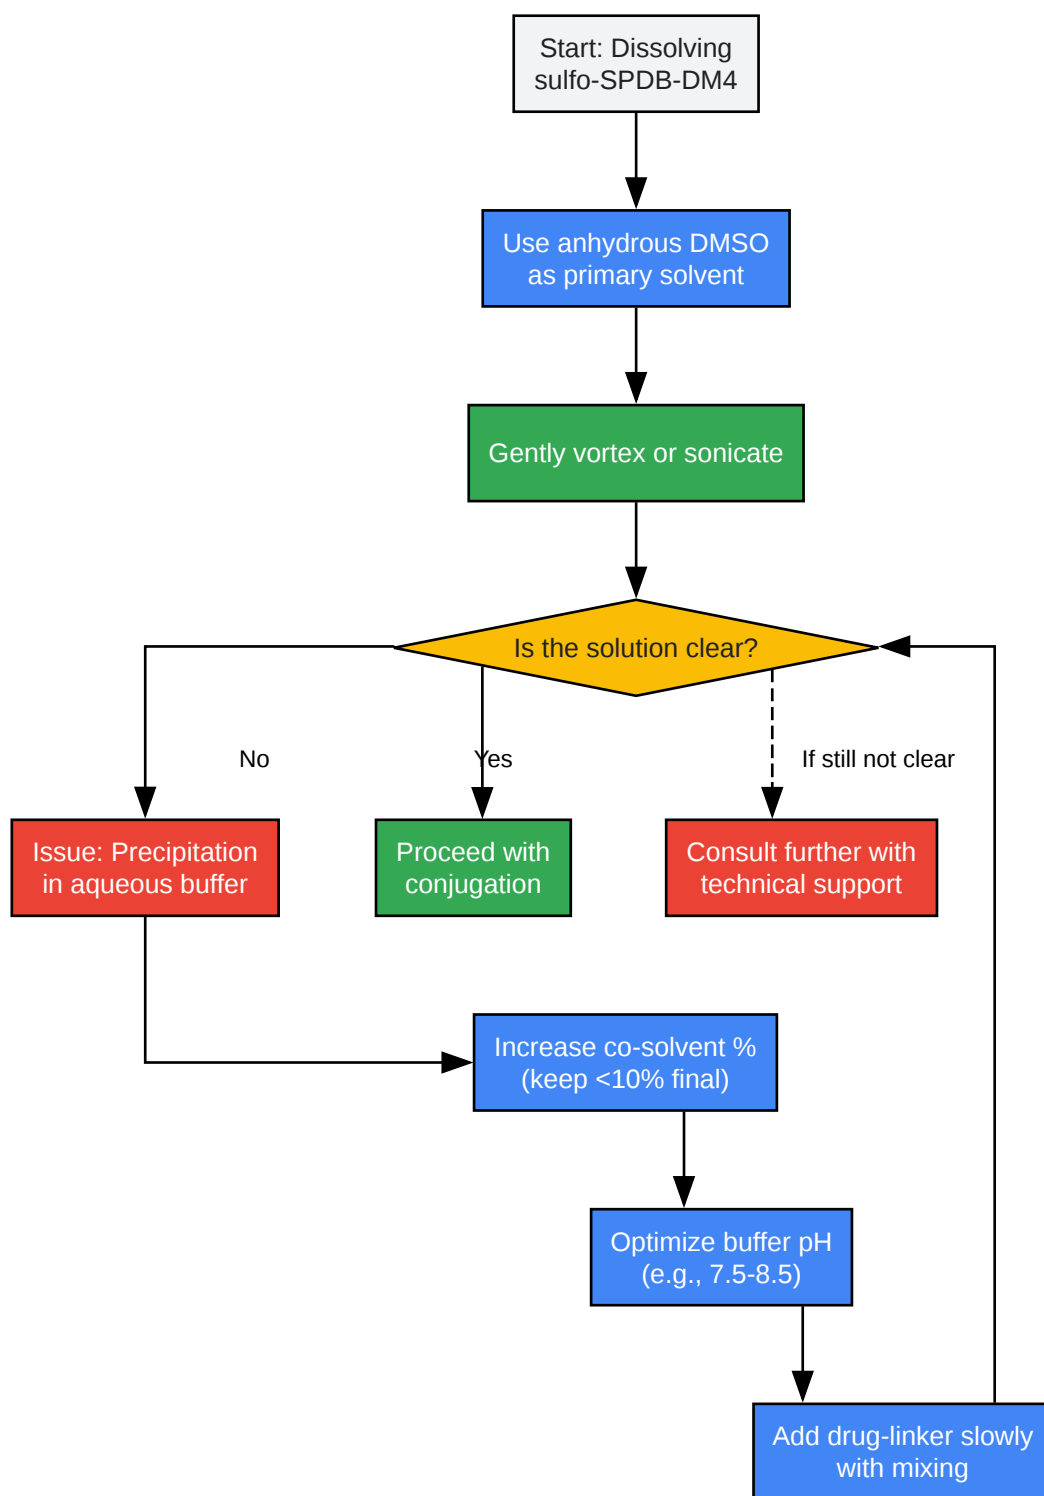 Start: Dissolving
sulfo-SPDB-DM4
Use anhydrous DMSO
as primary solvent
Gently vortex or sonicate
Is the solution clear?
No
Yes
If still not clear
Issue: Precipitation
in aqueous buffer
Proceed with
conjugation
Consult further with
technical support
Increase co-solvent %
(keep <10% final)
Optimize buffer pH
(e.g., 7.5-8.5)
Add drug-linker slowly
with mixing